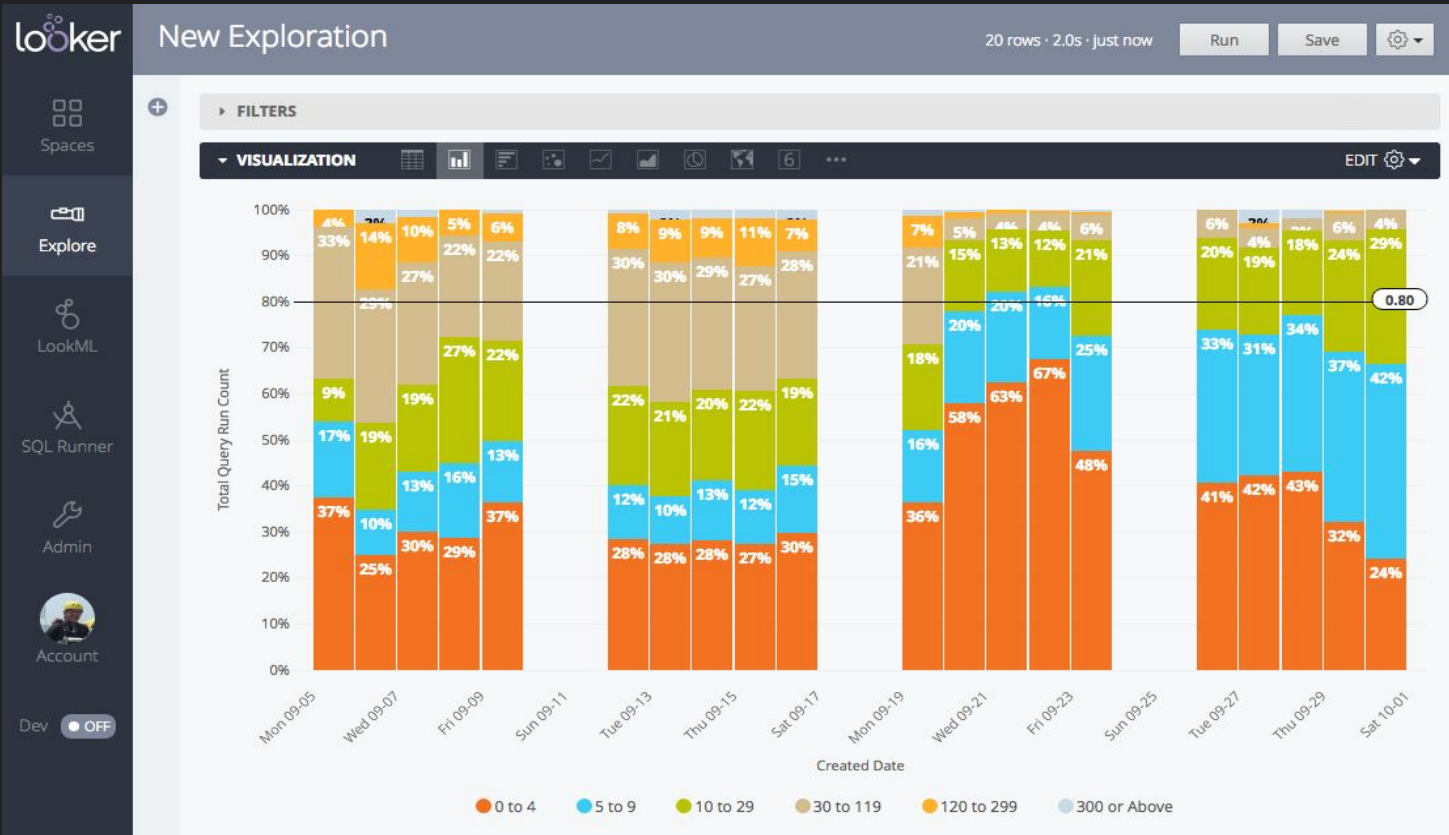 looker
New Exploration
20 rows · 2.0s · just now
Run
Save
Spaces
Explore
LookML
SQL Runner
Admin
Account
Dev
OFF
FILTERS
VISUALIZATION
6
EDIT
100%
90%
80%
70%
60%
50%
40%
30%
20%
10%
0%
Total Query Run Count
4%
33%
9%
17%
37%
14%
29%
19%
10%
25%
10%
27%
19%
13%
30%
5%
22%
27%
16%
29%
6%
22%
22%
13%
37%
8%
30%
22%
12%
28%
9%
30%
21%
10%
28%
9%
29%
20%
13%
28%
11%
27%
22%
12%
27%
7%
28%
19%
15%
30%
7%
21%
18%
16%
36%
5%
15%
20%
58%
4%
13%
20%
63%
4%
12%
16%
67%
6%
21%
25%
48%
6%
20%
33%
41%
4%
19%
31%
42%
18%
34%
43%
6%
24%
37%
32%
4%
29%
42%
24%
0.80
Mon 09-05
Wed 09-07
Fri 09-09
Sun 09-11
Tue 09-13
Thu 09-15
Sat 09-17
Mon 09-19
Wed 09-21
Fri 09-23
Sun 09-25
Tue 09-27
Thu 09-29
Sat 10-01
Created Date
0 to 4
5 to 9
10 to 29
30 to 119
120 to 299
300 or Above